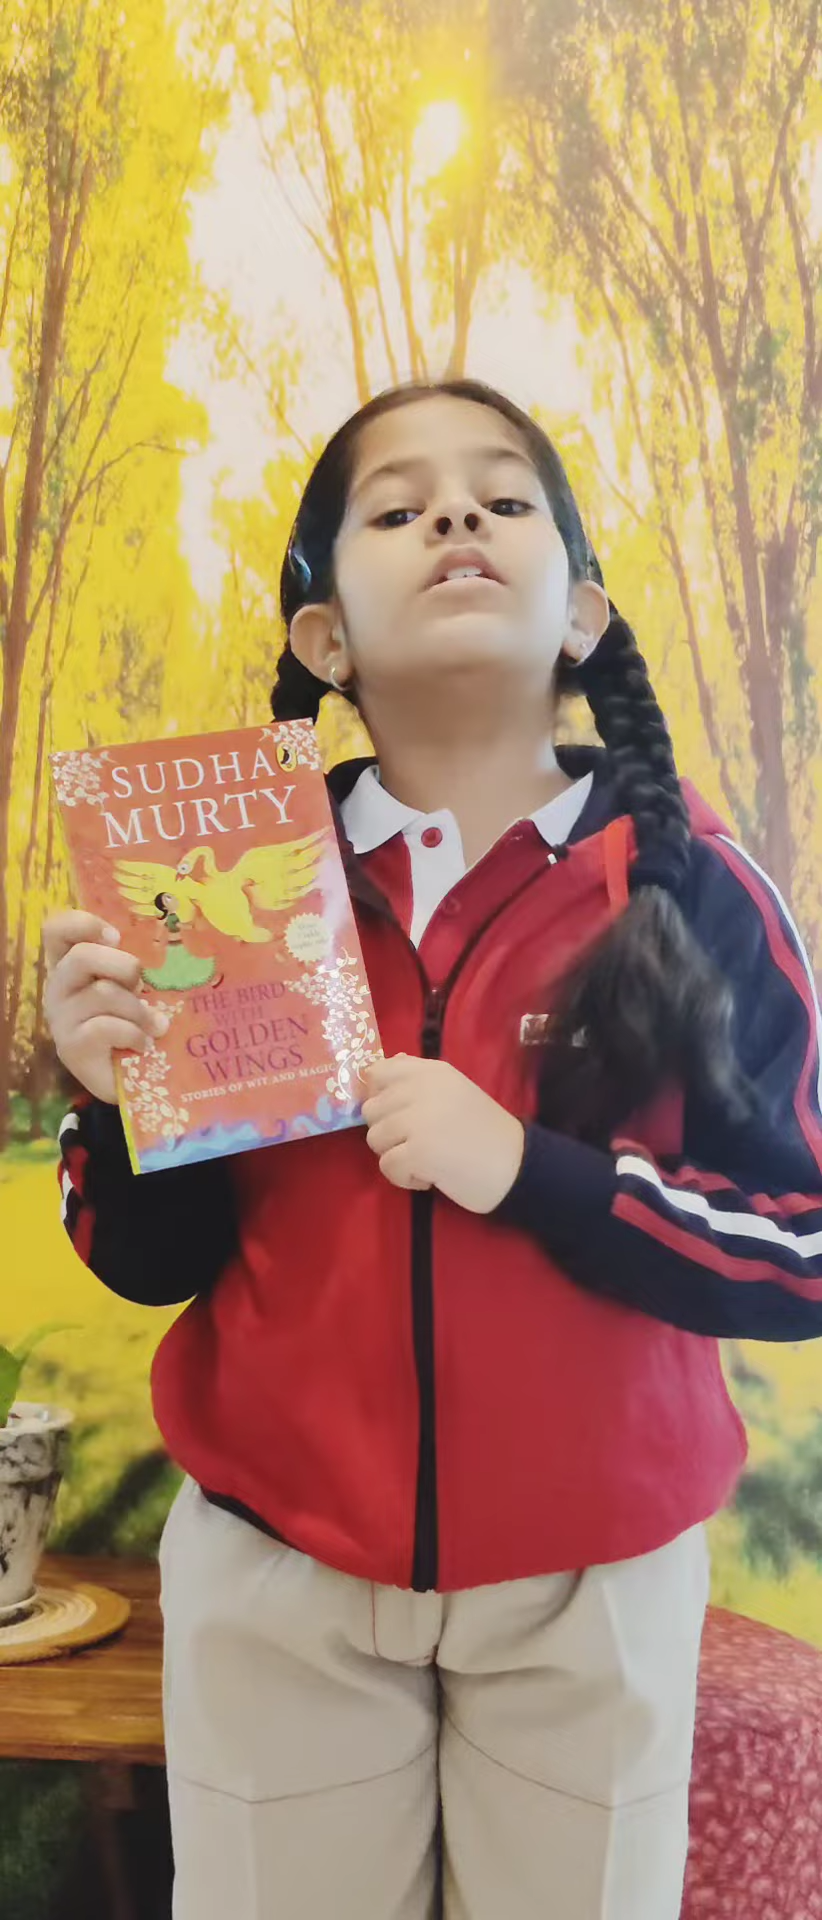 SUDHA
MURTY
THE BIRD
WITH
GOLDEN
WINGS
STORIES OF WIT AND MAGIC